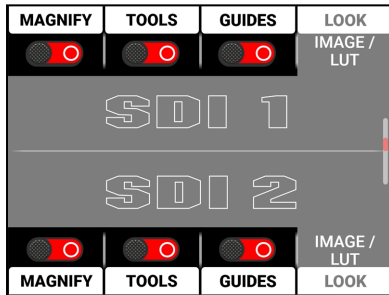 MAGNIFY TOOLS GUIDES LOOK
IMAGE /
LUT
SDI 1
SDI 2
IMAGE /
LUT
MAGNIFY TOOLS GUIDES LOOK